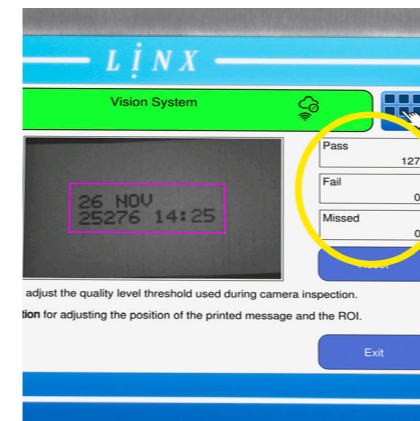 LINX
Vision System
Pass
127
Fail
0
Missed
0
26 NOV
25276 14:25
adjust the quality level threshold used during camera inspection.
tion for adjusting the position of the printed message and the ROI.
Exit